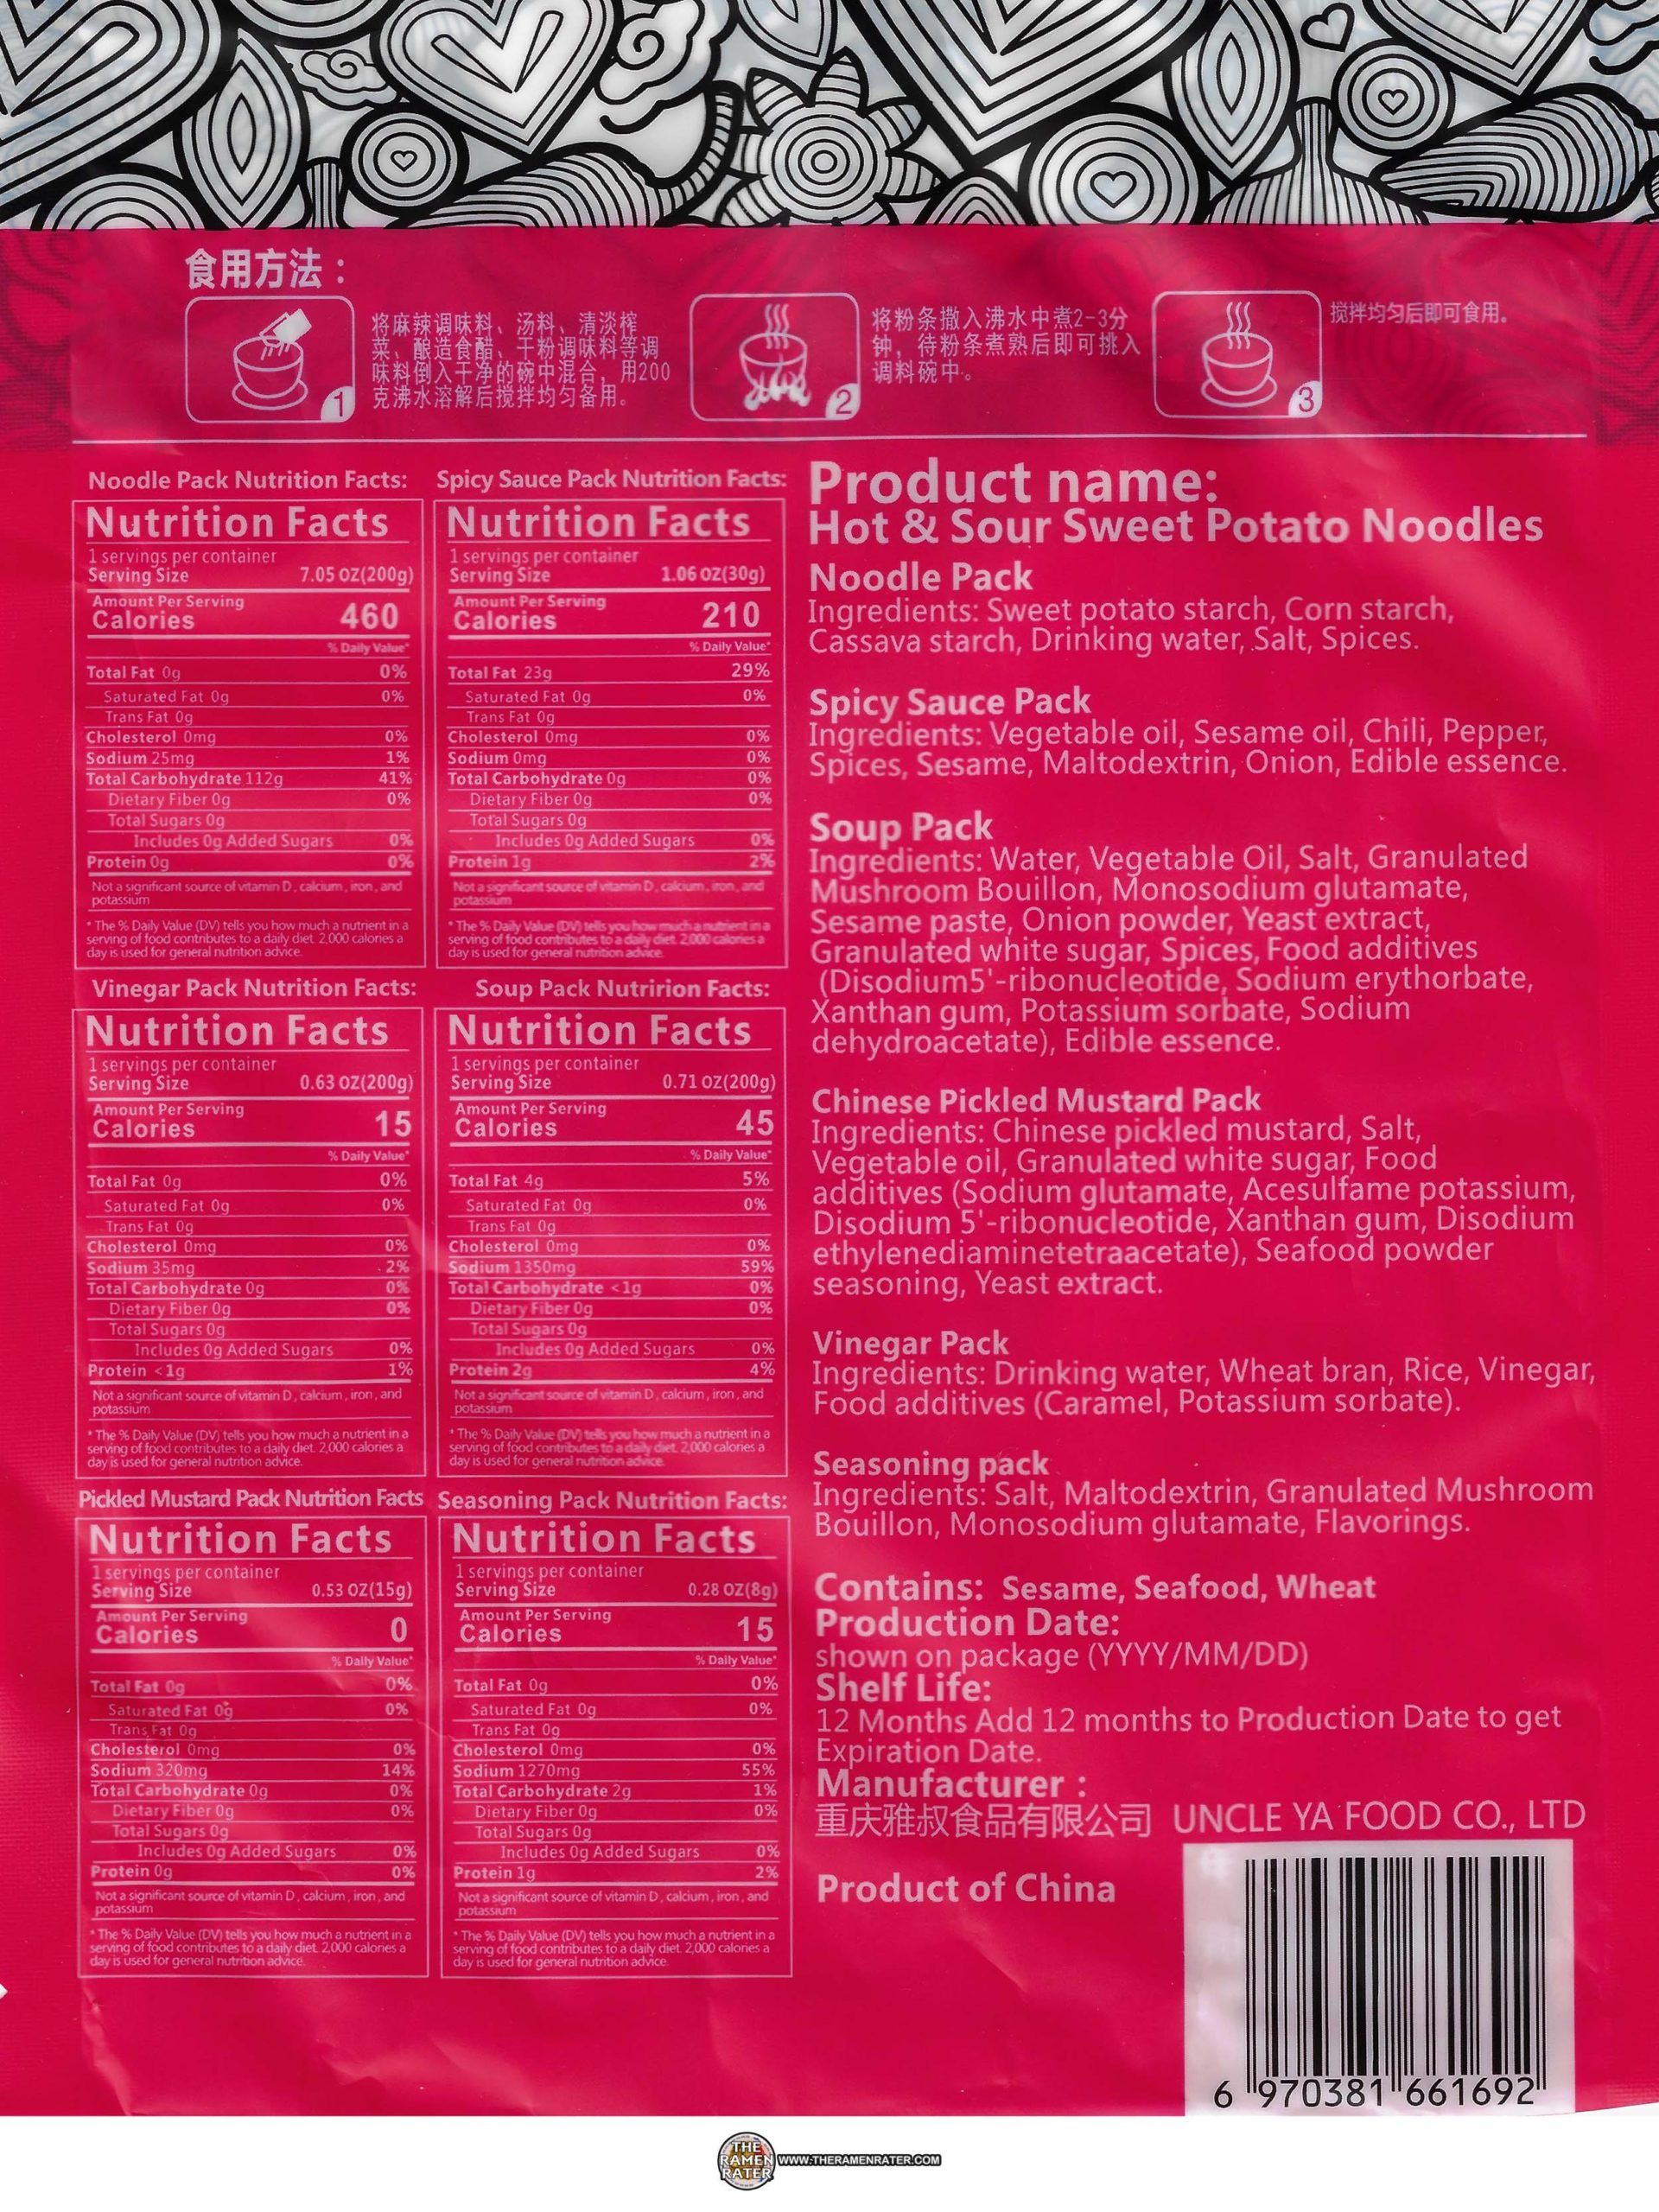 食用方法：
将麻辣调味料、汤料、清淡榨
菜、酿造食醋、干粉调味料等调
味料倒入干净的碗中混合，用200
克沸水溶解后搅拌均匀备用。
1
将粉条撒入沸水中煮2-3分
钟，待粉条煮熟后即可挑入
调料碗中。
2
搅拌均匀后即可食用。
3
Noodle Pack Nutrition Facts:
Nutrition Facts
1 servings per container
Serving Size 7.05 OZ(200g)
Amount Per Serving
Calories 460
% Daily Value*
Total Fat 0g 0%
Saturated Fat 0g 0%
Trans Fat 0g
Cholesterol 0mg 0%
Sodium 25mg 1%
Total Carbohydrate 112g 41%
Dietary Fiber 0g 0%
Total Sugars 0g
Includes 0g Added Sugars 0%
Protein 0g 0%
Not a significant source of vitamin D, calcium, iron, and
potassium
* The % Daily Value (DV) tells you how much a nutrient in a
serving of food contributes to a daily diet. 2,000 calories a
day is used for general nutrition advice.
Spicy Sauce Pack Nutrition Facts:
Nutrition Facts
1 servings per container
Serving Size 1.06 OZ(30g)
Amount Per Serving
Calories 210
% Daily Value*
Total Fat 23g 29%
Saturated Fat 0g 0%
Trans Fat 0g
Cholesterol 0mg 0%
Sodium 0mg 0%
Total Carbohydrate 0g 0%
Dietary Fiber 0g 0%
Total Sugars 0g
Includes 0g Added Sugars 0%
Protein 1g 2%
Not a significant source of vitamin D, calcium, iron, and
potassium
* The % Daily Value (DV) tells you how much a nutrient in a
serving of food contributes to a daily diet. 2,000 calories a
day is used for general nutrition advice.
Vinegar Pack Nutrition Facts:
Nutrition Facts
1 servings per container
Serving Size 0.63 OZ(200g)
Amount Per Serving
Calories 15
% Daily Value*
Total Fat 0g 0%
Saturated Fat 0g 0%
Trans Fat 0g
Cholesterol 0mg 0%
Sodium 35mg 2%
Total Carbohydrate 0g 0%
Dietary Fiber 0g 0%
Total Sugars 0g
Includes 0g Added Sugars 0%
Protein <1g 1%
Not a significant source of vitamin D, calcium, iron, and
potassium
* The % Daily Value (DV) tells you how much a nutrient in a
serving of food contributes to a daily diet. 2,000 calories a
day is used for general nutrition advice.
Soup Pack Nutririon Facts:
Nutrition Facts
1 servings per container
Serving Size 0.71 OZ(200g)
Amount Per Serving
Calories 45
% Daily Value*
Total Fat 4g 5%
Saturated Fat 0g 0%
Trans Fat 0g
Cholesterol 0mg 0%
Sodium 1350mg 59%
Total Carbohydrate <1g 0%
Dietary Fiber 0g 0%
Total Sugars 0g
Includes 0g Added Sugars 0%
Protein 2g 4%
Not a significant source of vitamin D, calcium, iron, and
potassium
* The % Daily Value (DV) tells you how much a nutrient in a
serving of food contributes to a daily diet. 2,000 calories a
day is used for general nutrition advice.
Pickled Mustard Pack Nutrition Facts
Nutrition Facts
1 servings per container
Serving Size 0.53 OZ(15g)
Amount Per Serving
Calories 0
% Daily Value*
Total Fat 0g 0%
Saturated Fat 0g 0%
Trans Fat 0g
Cholesterol 0mg 0%
Sodium 320mg 14%
Total Carbohydrate 0g 0%
Dietary Fiber 0g 0%
Total Sugars 0g
Includes 0g Added Sugars 0%
Protein 0g 0%
Not a significant source of vitamin D, calcium, iron, and
potassium
* The % Daily Value (DV) tells you how much a nutrient in a
serving of food contributes to a daily diet. 2,000 calories a
day is used for general nutrition advice.
Seasoning Pack Nutrition Facts:
Nutrition Facts
1 servings per container
Serving Size 0.28 OZ(8g)
Amount Per Serving
Calories 15
% Daily Value*
Total Fat 0g 0%
Saturated Fat 0g 0%
Trans Fat 0g
Cholesterol 0mg 0%
Sodium 1270mg 55%
Total Carbohydrate 2g 1%
Dietary Fiber 0g 0%
Total Sugars 0g
Includes 0g Added Sugars 0%
Protein 1g 2%
Not a significant source of vitamin D, calcium, iron, and
potassium
* The % Daily Value (DV) tells you how much a nutrient in a
serving of food contributes to a daily diet. 2,000 calories a
day is used for general nutrition advice.
Product name:
Hot & Sour Sweet Potato Noodles
Noodle Pack
Ingredients: Sweet potato starch, Corn starch,
Cassava starch, Drinking water, Salt, Spices.
Spicy Sauce Pack
Ingredients: Vegetable oil, Sesame oil, Chili, Pepper,
Spices, Sesame, Maltodextrin, Onion, Edible essence.
Soup Pack
Ingredients: Water, Vegetable Oil, Salt, Granulated
Mushroom Bouillon, Monosodium glutamate,
Sesame paste, Onion powder, Yeast extract,
Granulated white sugar, Spices, Food additives
(Disodium5'-ribonucleotide, Sodium erythorbate,
Xanthan gum, Potassium sorbate, Sodium
dehydroacetate), Edible essence.
Chinese Pickled Mustard Pack
Ingredients: Chinese pickled mustard, Salt,
Vegetable oil, Granulated white sugar, Food
additives (Sodium glutamate, Acesulfame potassium,
Disodium 5'-ribonucleotide, Xanthan gum, Disodium
ethylenediaminetetraacetate), Seafood powder
seasoning, Yeast extract.
Vinegar Pack
Ingredients: Drinking water, Wheat bran, Rice, Vinegar,
Food additives (Caramel, Potassium sorbate).
Seasoning pack
Ingredients: Salt, Maltodextrin, Granulated Mushroom
Bouillon, Monosodium glutamate, Flavorings.
Contains: Sesame, Seafood, Wheat
Production Date:
shown on package (YYYY/MM/DD)
Shelf Life:
12 Months Add 12 months to Production Date to get
Expiration Date.
Manufacturer :
重庆雅叔食品有限公司 UNCLE YA FOOD CO., LTD
Product of China
6 970381 661692
THE
RAMEN
RATER
WWW.THERAMENRATER.COM